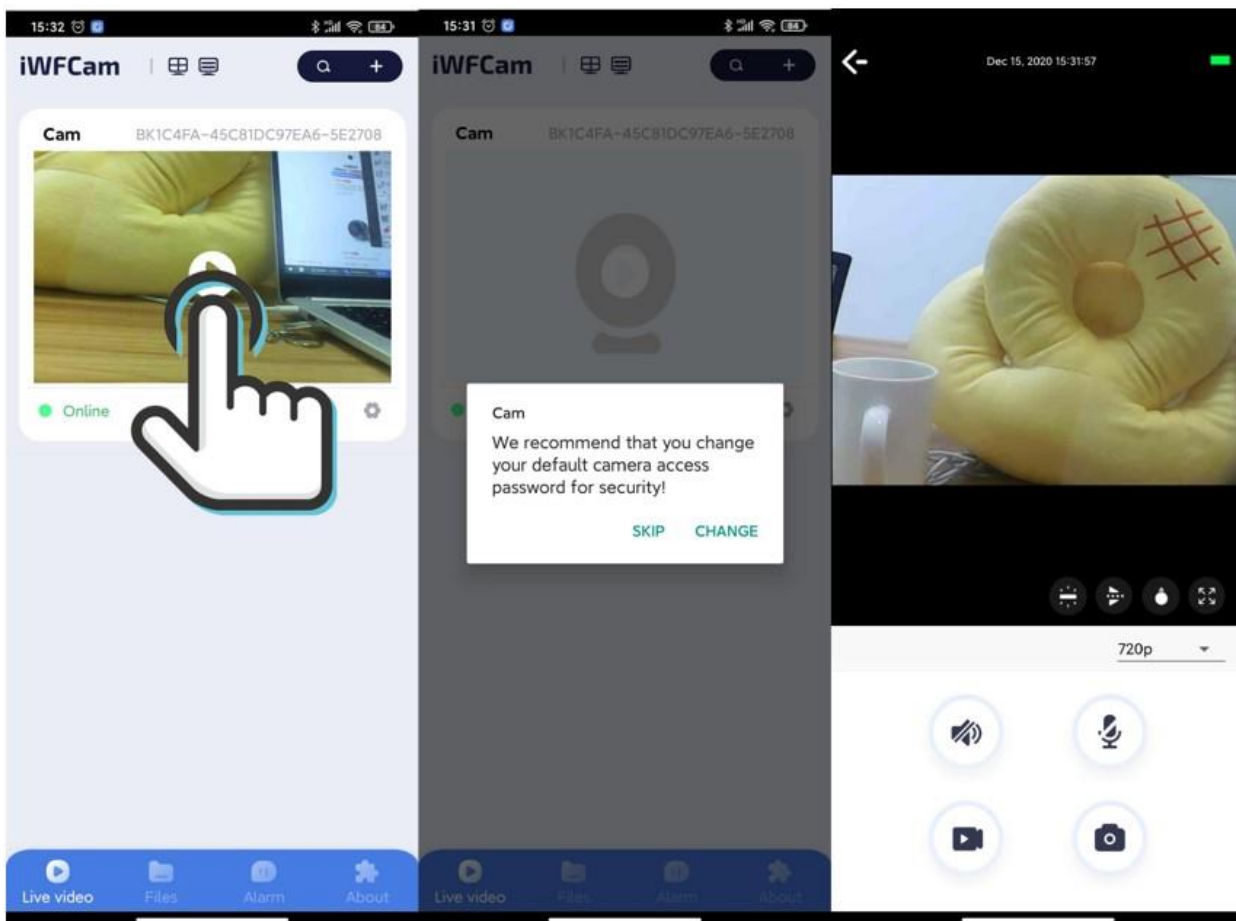 15:32
84
iWFCam
Cam BK1C4FA-45C81DC97EA6-5E2708
Online
Live video Files Alarm About
15:31
84
iWFCam
Cam BK1C4FA-45C81DC97EA6-5E2708
Cam
We recommend that you change
your default camera access
password for security!
SKIP CHANGE
Live video Files Alarm About
Dec 15, 2020 15:31:57
720p